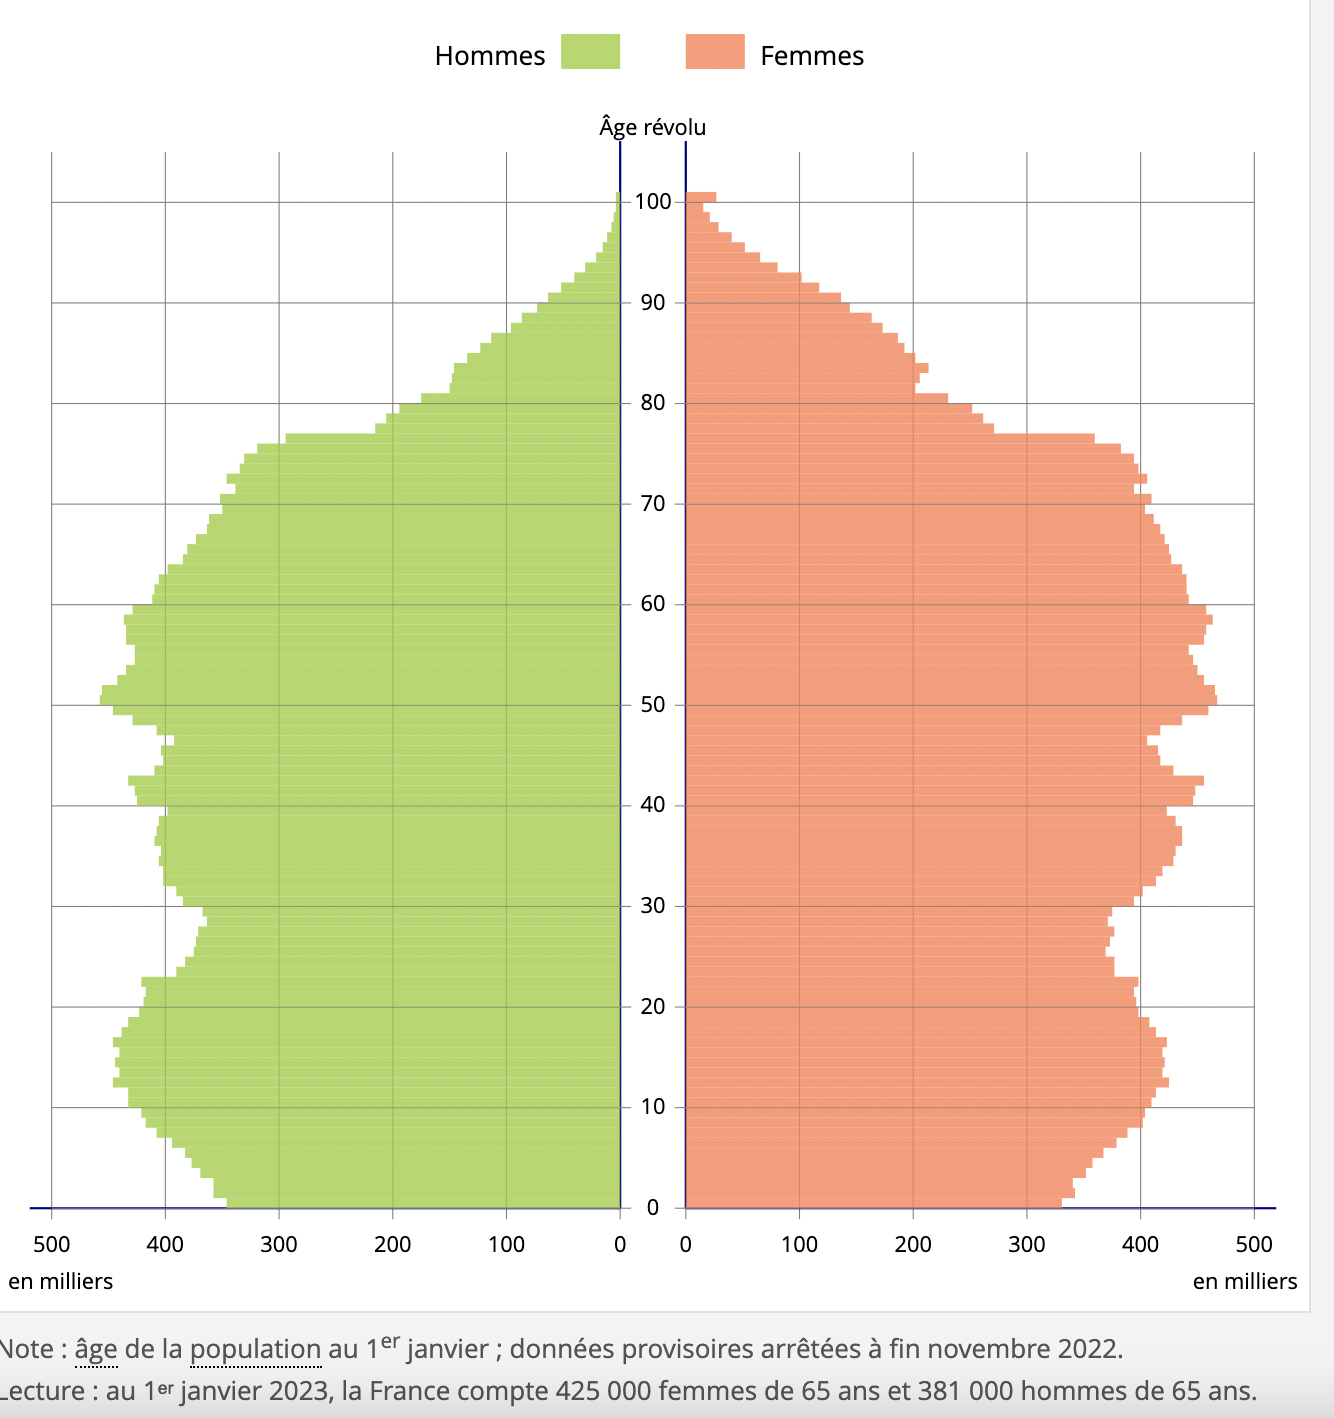 Hommes Femmes
Âge révolu
100
90
80
70
60
50
40
30
20
10
0
500 400 300 200 100 0 0 100 200 300 400 500
en milliers en milliers
Note : âge de la population au 1er janvier ; données provisoires arrêtées à fin novembre 2022.
Lecture : au 1er janvier 2023, la France compte 425 000 femmes de 65 ans et 381 000 hommes de 65 ans.